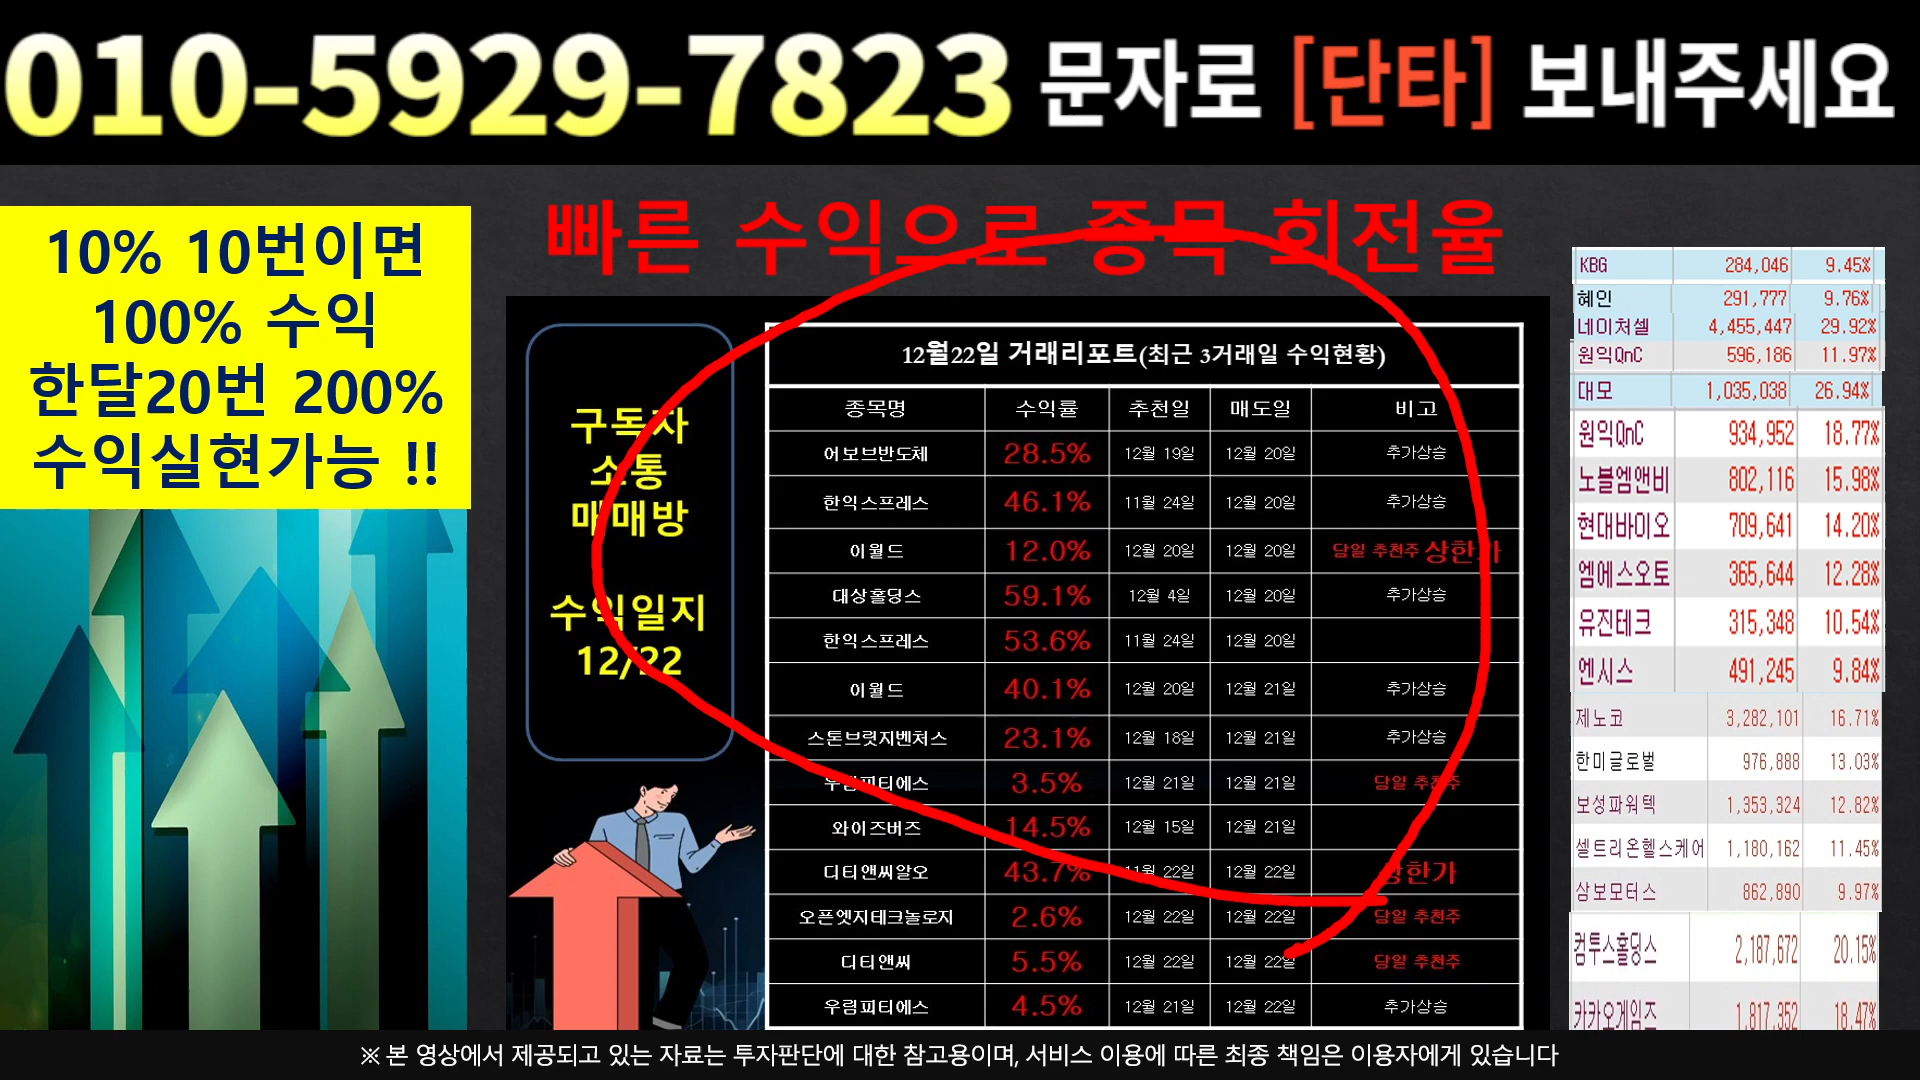 010-5929-7823 문자로 [단타] 보내주세요
10% 10번이면
100% 수익
한달20번 200%
수익실현가능 !!
빠른 수익으로 종목 회전율
구독자
소통
매매방
수익일지
12/22
12월22일 거래리포트(최근 3거래일 수익현황)
종목명 수익률 추천일 매도일 비고
어보브반도체 28.5% 12월 19일 12월 20일 추가상승
한익스프레스 46.1% 11월 24일 12월 20일 추가상승
이월드 12.0% 12월 20일 12월 20일 당일 추천주 상한가
대상홀딩스 59.1% 12월 4일 12월 20일 추가상승
한익스프레스 53.6% 11월 24일 12월 20일
이월드 40.1% 12월 20일 12월 21일 추가상승
스톤브릿지벤처스 23.1% 12월 18일 12월 21일 추가상승
우림피티에스 3.5% 12월 21일 12월 21일 당일 추천주
와이즈버즈 14.5% 12월 15일 12월 21일
디티앤씨알오 43.7% 11월 22일 12월 22일 상한가
오픈엣지테크놀로지 2.6% 12월 22일 12월 22일 당일 추천주
디티앤씨 5.5% 12월 22일 12월 22일 당일 추천주
우림피티에스 4.5% 12월 21일 12월 22일 추가상승
KBG 284,046 9.45%
혜인 291,777 9.76%
네이처셀 4,455,447 29.92%
원익QnC 596,186 11.97%
대모 1,035,038 26.94%
원익QnC 934,952 18.77%
노블엠앤비 802,116 15.98%
현대바이오 709,641 14.20%
엠에스오토 365,644 12.28%
유진테크 315,348 10.54%
엔시스 491,245 9.84%
제노코 3,282,101 16.71%
한미글로벌 976,888 13.03%
보성파워텍 1,353,324 12.82%
셀트리온헬스케어 1,180,162 11.45%
삼보모터스 862,890 9.97%
컴투스홀딩스 2,187,672 20.15%
카카오게임즈 1,817,352 18.47%
※ 본 영상에서 제공되고 있는 자료는 투자판단에 대한 참고용이며, 서비스 이용에 따른 최종 책임은 이용자에게 있습니다